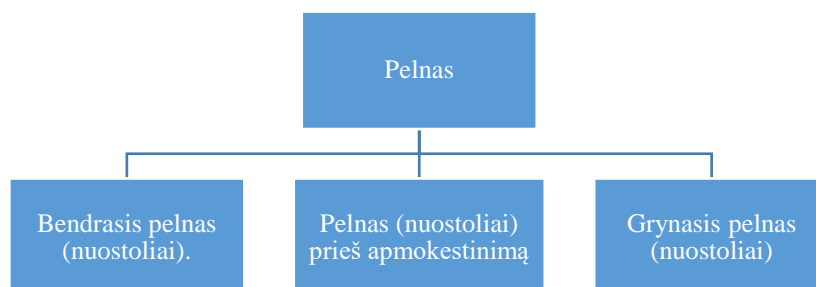 Pelnas
Bendrasis pelnas
(nuostoliai).
Pelnas (nuostoliai)
prieš apmokestinimą
Grynasis pelnas
(nuostoliai)